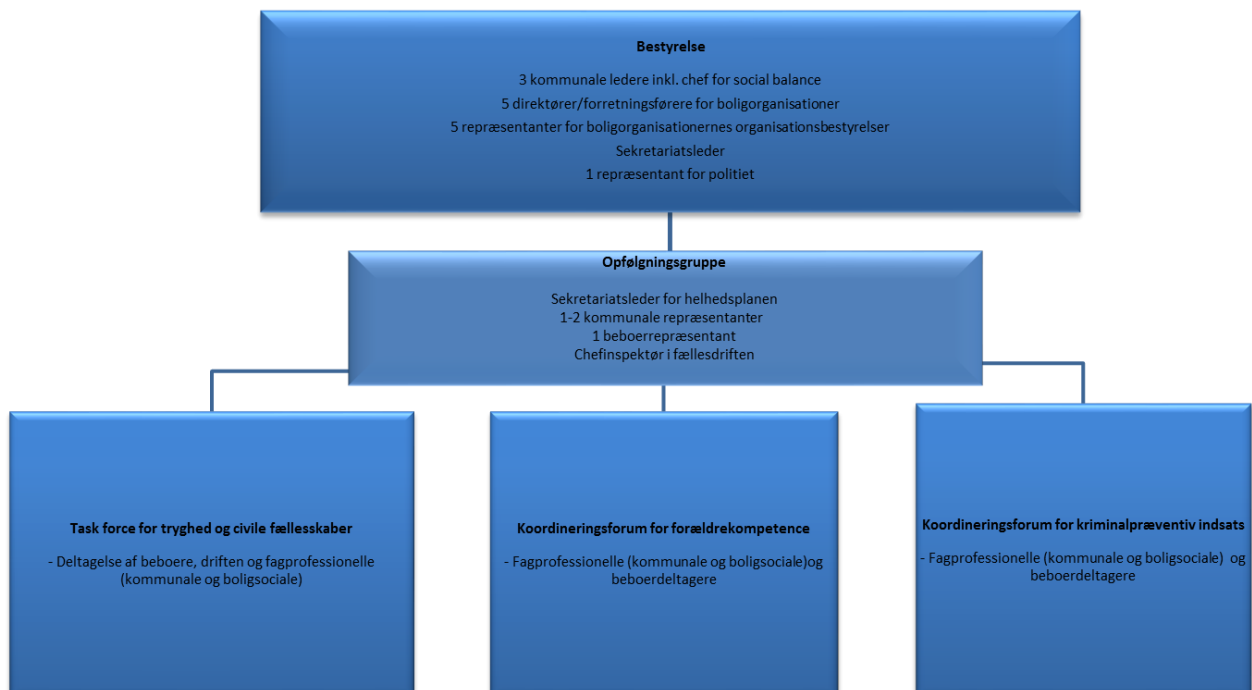 Bestyrelse
3 kommunale ledere inkl. chef for social balance
5 direktører/forretningsførere for boligorganisationer
5 repræsentanter for boligorganisationernes organisationsbestyrelser
Sekretariatsleder
1 repræsentant for politiet
Opfølgningsgruppe
Sekretariatsleder for helhedsplanen
1-2 kommunale repræsentanter
1 beboerrepræsentant
Chefinspektør i fællesdriften
Task force for tryghed og civile fællesskaber
- Deltagelse af beboere, driften og fagprofessionelle
(kommunale og boligsociale)
Koordineringsforum for forældrekompetence
- Fagprofessionelle (kommunale og boligsociale)og
beboerdeltagere
Koordineringsforum for kriminalpræventiv indsats
- Fagprofessionelle (kommunale og boligsociale)  og
beboerdeltagere